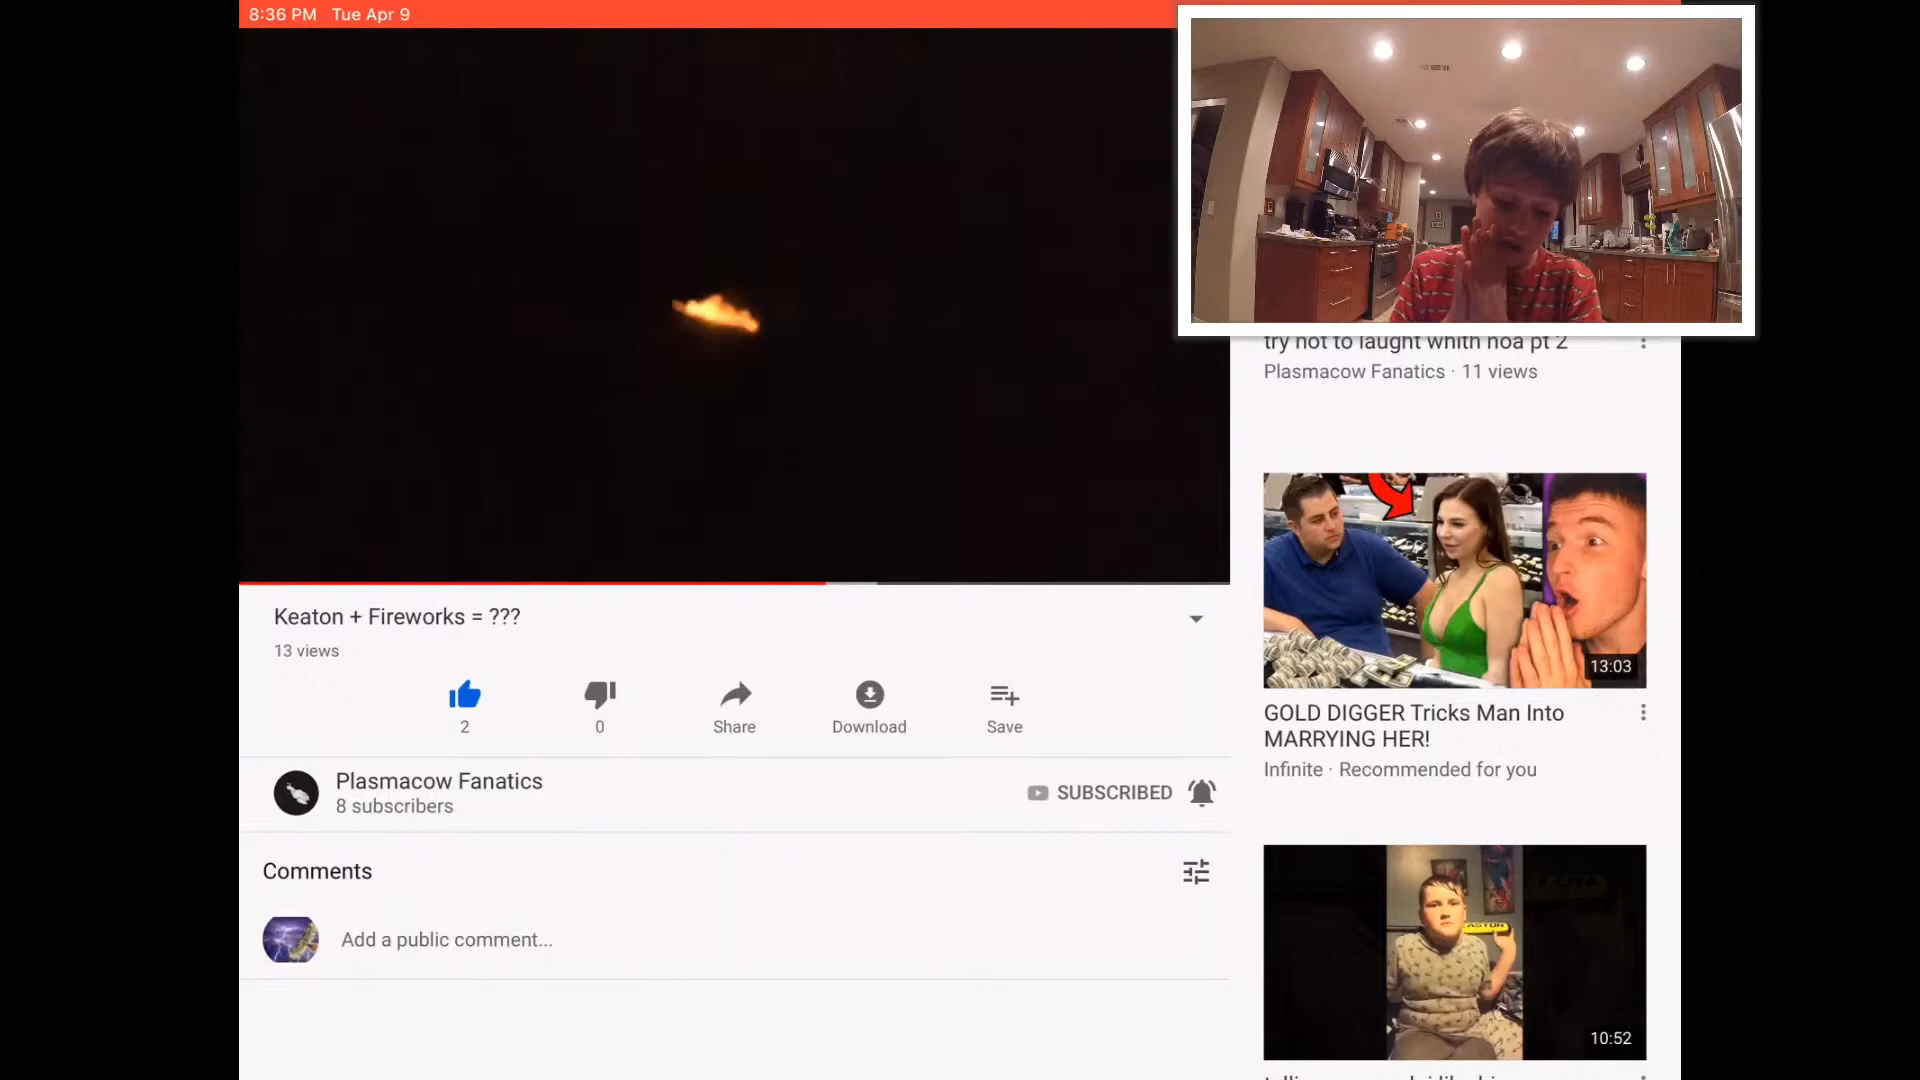 8:36 PM Tue Apr 9
try not to laught whith noa pt 2
Plasmacow Fanatics · 11 views
13:03
GOLD DIGGER Tricks Man Into
MARRYING HER!
Infinite · Recommended for you
Keaton + Fireworks = ???
13 views
2
0
Share
Download
Save
Plasmacow Fanatics
8 subscribers
SUBSCRIBED
Comments
Add a public comment...
EASTON
10:52